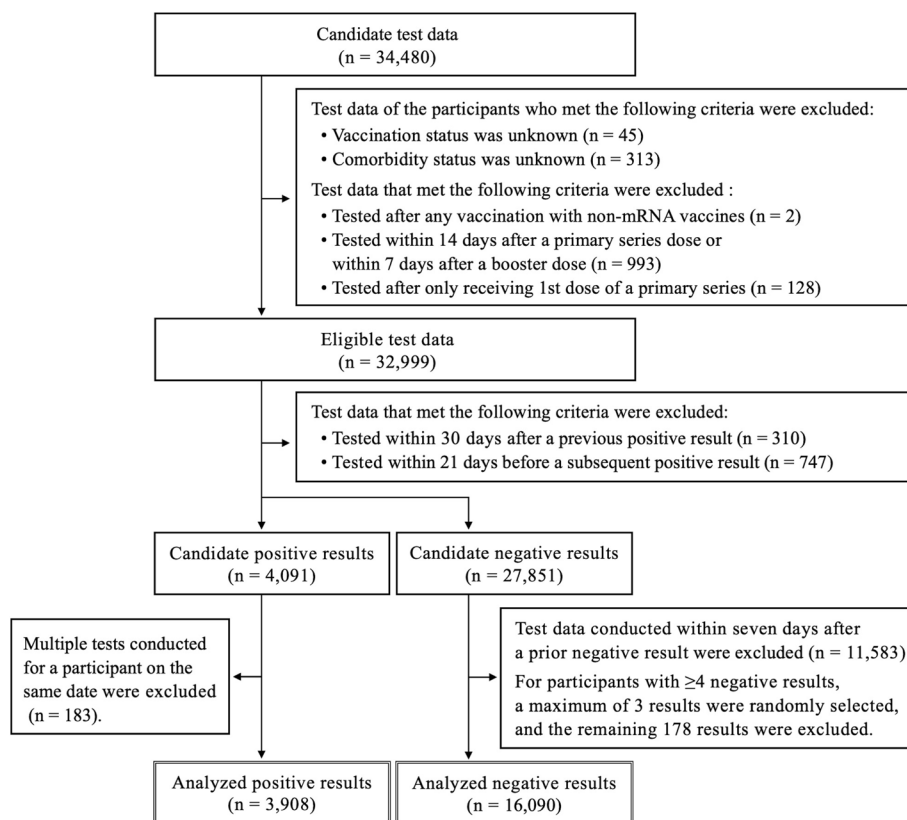 Candidate test data
(n = 34,480)
Test data of the participants who met the following criteria were excluded:
• Vaccination status was unknown (n = 45)
• Comorbidity status was unknown (n = 313)
Test data that met the following criteria were excluded :
• Tested after any vaccination with non-mRNA vaccines (n = 2)
• Tested within 14 days after a primary series dose or
within 7 days after a booster dose (n = 993)
• Tested after only receiving 1st dose of a primary series (n = 128)
Eligible test data
(n = 32,999)
Test data that met the following criteria were excluded:
• Tested within 30 days after a previous positive result (n = 310)
• Tested within 21 days before a subsequent positive result (n = 747)
Candidate positive results
(n = 4,091)
Candidate negative results
(n = 27,851)
Multiple tests conducted
for a participant on the
same date were excluded
(n = 183).
Test data conducted within seven days after
a prior negative result were excluded (n = 11,583)
For participants with ≥4 negative results,
a maximum of 3 results were randomly selected,
and the remaining 178 results were excluded.
Analyzed positive results
(n = 3,908)
Analyzed negative results
(n = 16,090)